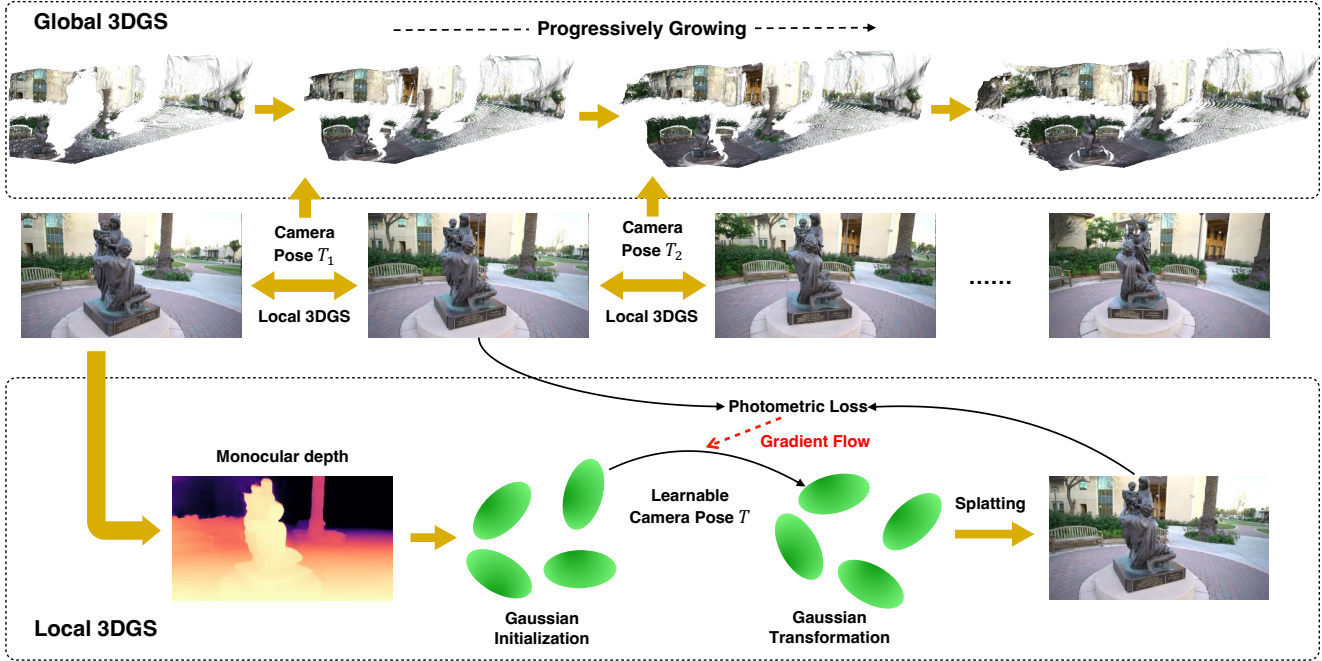 Global 3DGS
Progressively Growing
Camera
Pose T₁
Local 3DGS
Camera
Pose T₂
Local 3DGS
......
Photometric Loss
Gradient Flow
Monocular depth
Learnable
Camera Pose T
Splatting
Gaussian
Initialization
Gaussian
Transformation
Local 3DGS